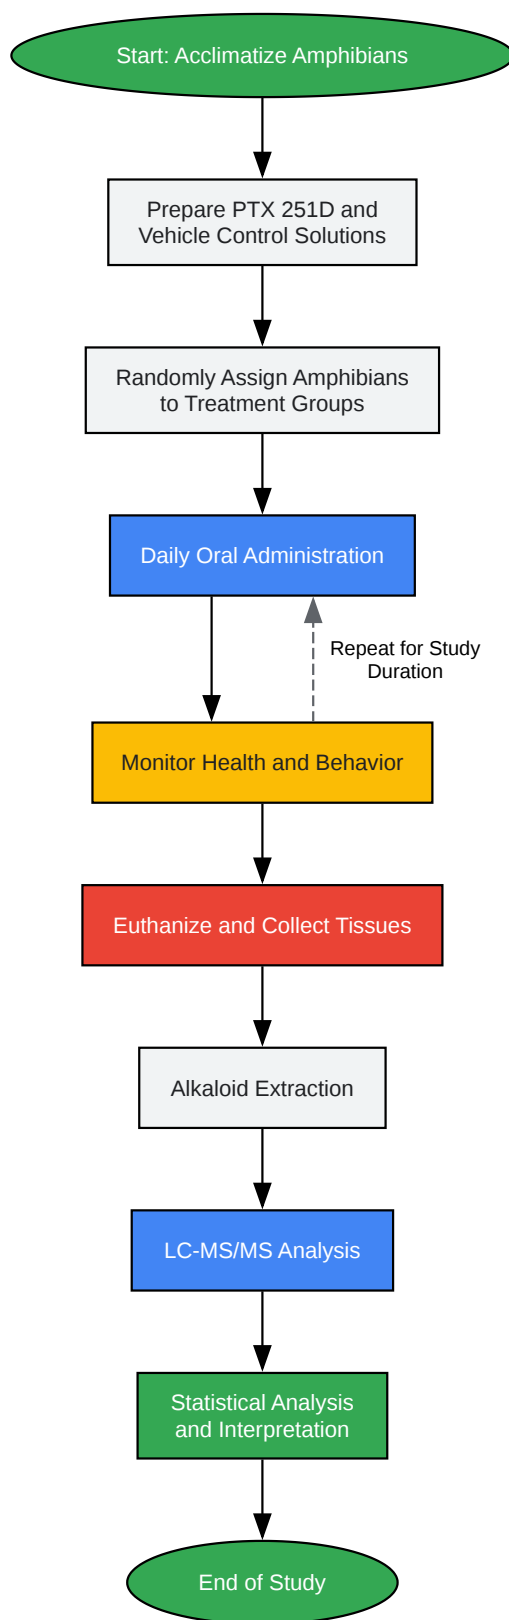 Start: Acclimatize Amphibians
Prepare PTX 251D and
Vehicle Control Solutions
Randomly Assign Amphibians
to Treatment Groups
Daily Oral Administration
Repeat for Study
Duration
Monitor Health and Behavior
Euthanize and Collect Tissues
Alkaloid Extraction
LC-MS/MS Analysis
Statistical Analysis
and Interpretation
End of Study